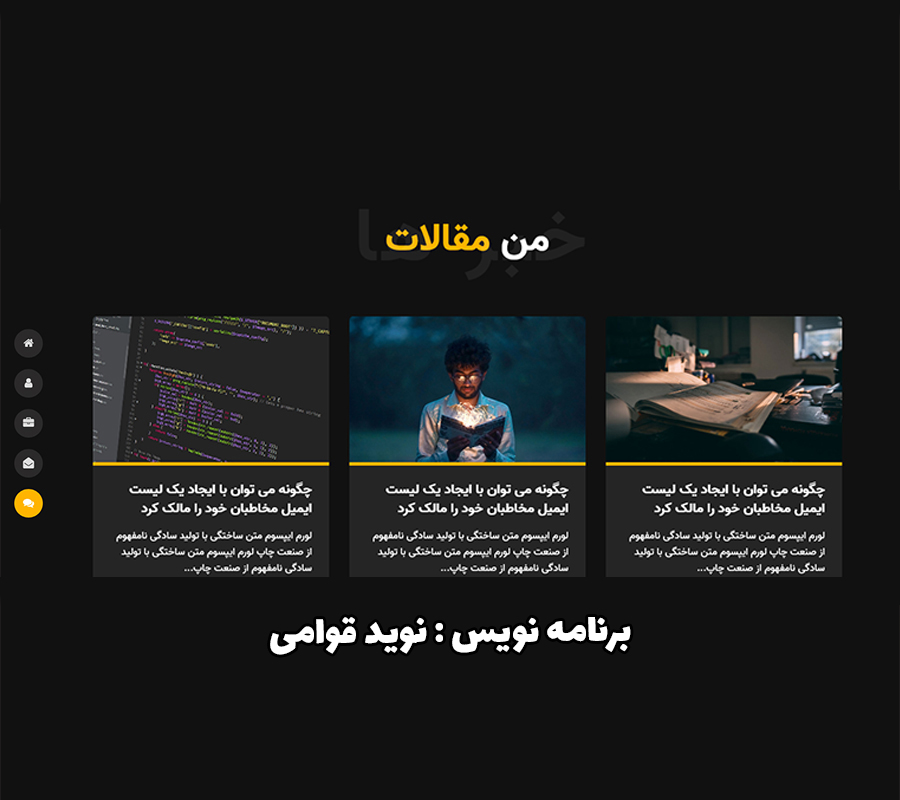 خبر ها
من مقالات
چگونه می توان با ایجاد یک لیست
ایمیل مخاطبان خود را مالک کرد
لورم ایپسوم متن ساختگی با تولید سادگی نامفهوم
از صنعت چاپ لورم ایپسوم متن ساختگی با تولید
سادگی نامفهوم از صنعت چاپ...
چگونه می توان با ایجاد یک لیست
ایمیل مخاطبان خود را مالک کرد
لورم ایپسوم متن ساختگی با تولید سادگی نامفهوم
از صنعت چاپ لورم ایپسوم متن ساختگی با تولید
سادگی نامفهوم از صنعت چاپ...
چگونه می توان با ایجاد یک لیست
ایمیل مخاطبان خود را مالک کرد
لورم ایپسوم متن ساختگی با تولید سادگی نامفهوم
از صنعت چاپ لورم ایپسوم متن ساختگی با تولید
سادگی نامفهوم از صنعت چاپ...
برنامه نویس : نوید قوامی